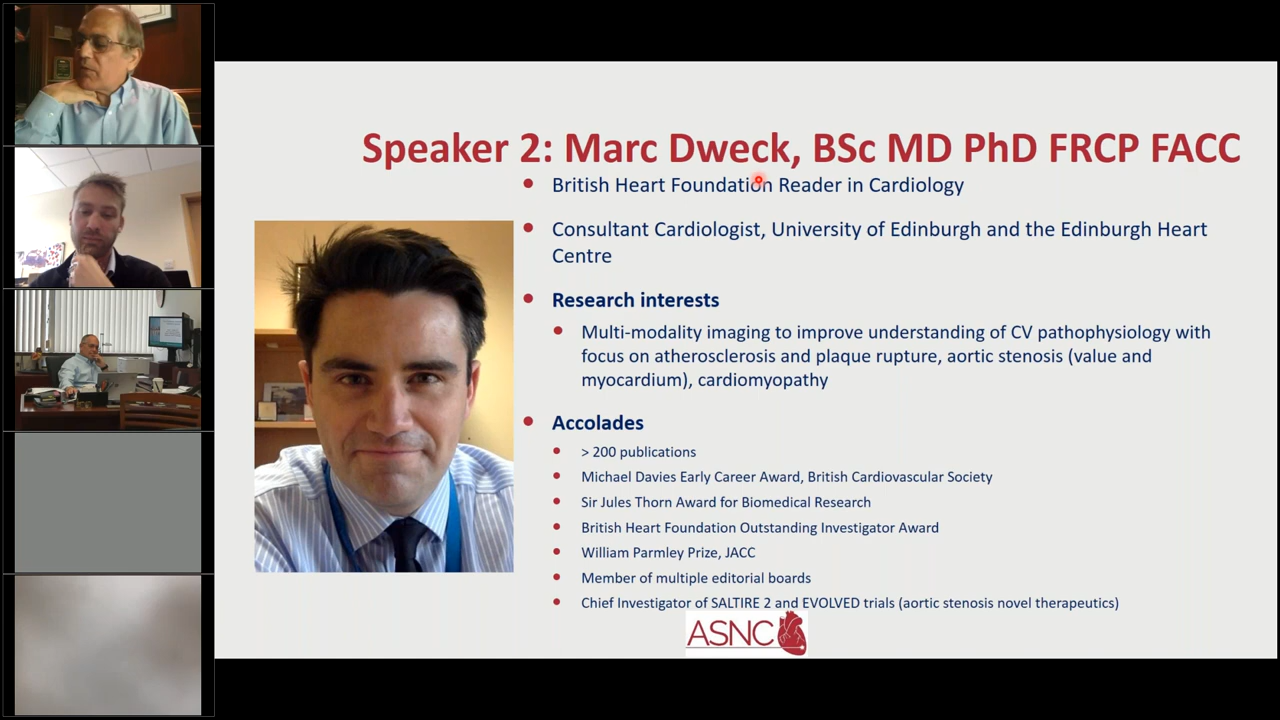 Speaker 2: Marc Dweck, BSc MD PhD FRCP FACC
British Heart Foundation Reader in Cardiology
Consultant Cardiologist, University of Edinburgh and the Edinburgh Heart
Centre
Research interests
Multi-modality imaging to improve understanding of CV pathophysiology with
focus on atherosclerosis and plaque rupture, aortic stenosis (value and
myocardium), cardiomyopathy
Accolades
> 200 publications
Michael Davies Early Career Award, British Cardiovascular Society
Sir Jules Thorn Award for Biomedical Research
British Heart Foundation Outstanding Investigator Award
William Parmley Prize, JACC
Member of multiple editorial boards
Chief Investigator of SALTIRE 2 and EVOLVED trials (aortic stenosis novel therapeutics)
ASNC